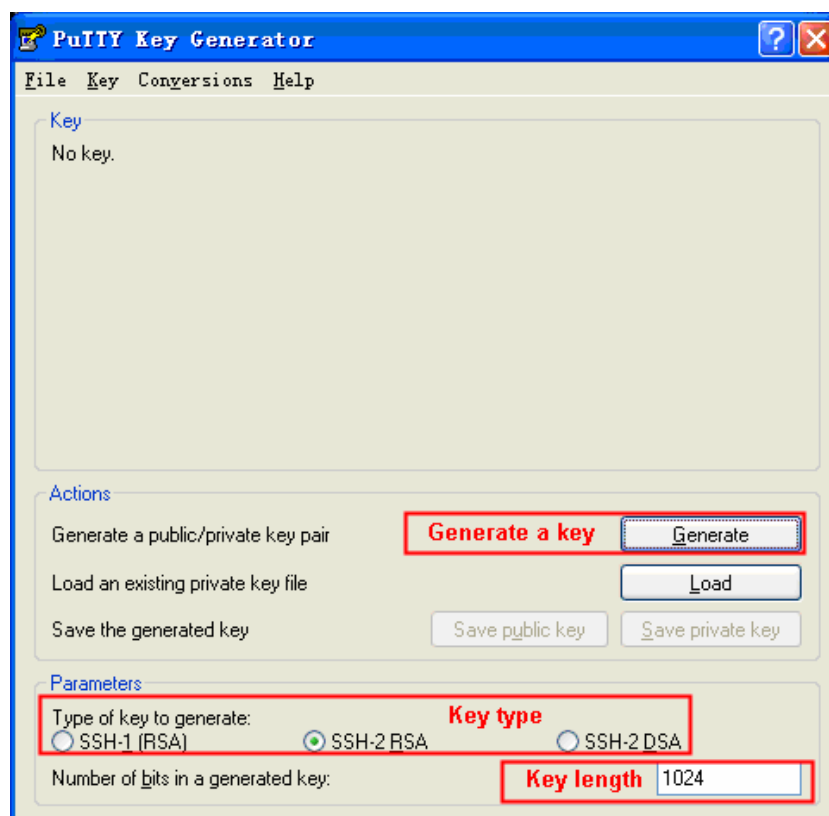 PuTTY Key Generator
File Key Conversions Help
Key
No key.
Actions
Generate a public/private key pair Generate a key Generate
Load an existing private key file Load
Save the generated key Save public key Save private key
Parameters
Type of key to generate: Key type
SSH-1 (RSA) SSH-2 RSA SSH-2 DSA
Number of bits in a generated key: Key length 1024